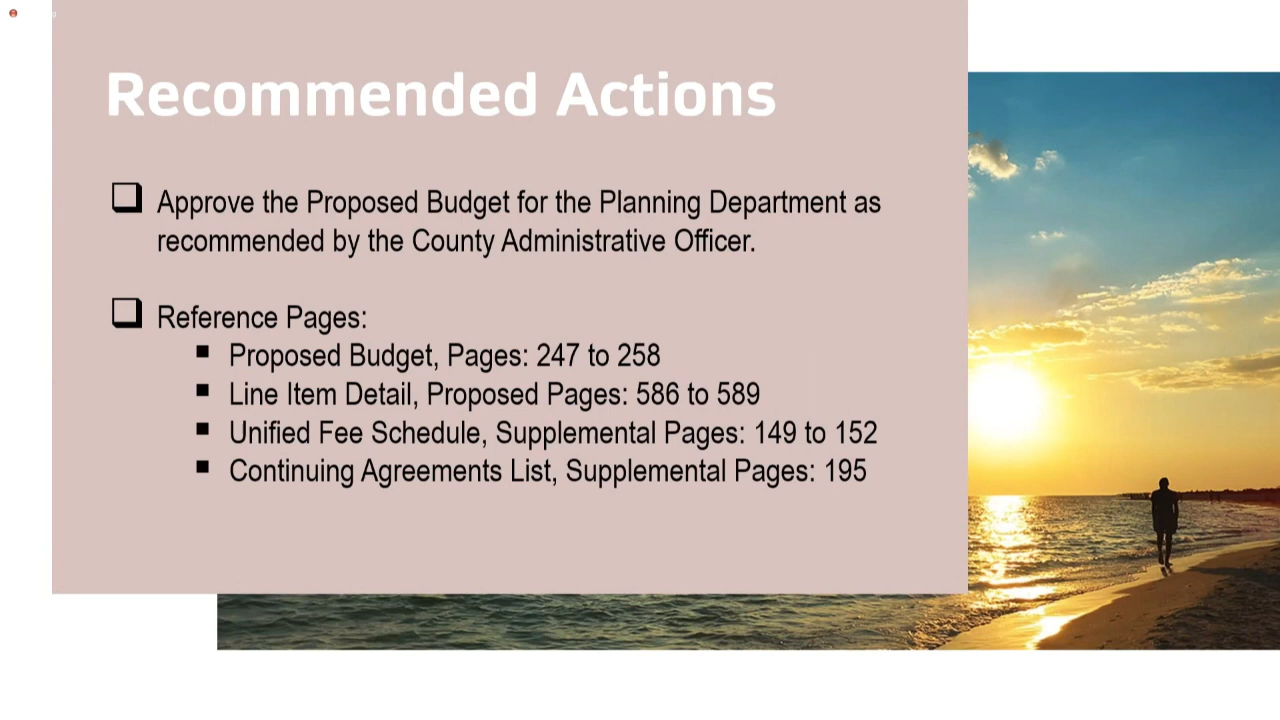 Recommended Actions
Approve the Proposed Budget for the Planning Department as
recommended by the County Administrative Officer.
Reference Pages:
Proposed Budget, Pages: 247 to 258
Line Item Detail, Proposed Pages: 586 to 589
Unified Fee Schedule, Supplemental Pages: 149 to 152
Continuing Agreements List, Supplemental Pages: 195